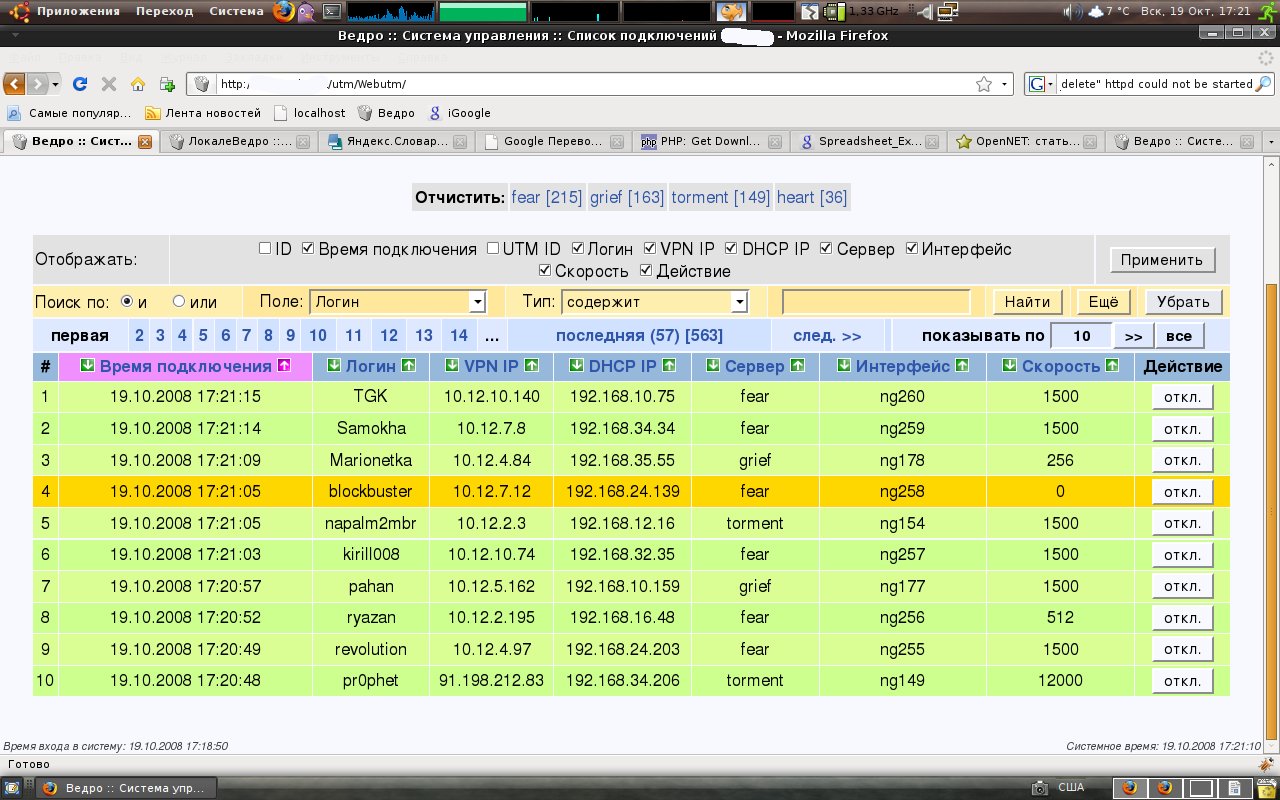 Приложения Переход Система 1,33 GHz 7 °C Вск, 19 Окт, 17:21
Ведро :: Система управления :: Список подключений - Mozilla Firefox
http:/ ./utm/Webutm/ _delete" httpd could not be started
Самые популяр... Лента новостей localhost Ведро iGoogle
Ведро :: Сист... ЛокалеВедро ::... Яндекс.Словар... Google Перево... PHP: Get Downl... Spreadsheet_Ex... OpenNET: стать... Ведро :: Систе...
Отчистить: fear [215] grief [163] torment [149] heart [36]
Отображать: ID Время подключения UTM ID Логин VPN IP DHCP IP Сервер Интерфейс
Скорость Действие
Применить
Поиск по: и или Поле: Логин Тип: содержит Найти Ещё Убрать
первая 2 3 4 5 6 7 8 9 10 11 12 13 14 ... последняя (57) [563] след. >> показывать по 10 >> все
# Время подключения Логин VPN IP DHCP IP Сервер Интерфейс Скорость Действие
1 19.10.2008 17:21:15 TGK 10.12.10.140 192.168.10.75 fear ng260 1500 откл.
2 19.10.2008 17:21:14 Samokha 10.12.7.8 192.168.34.34 fear ng259 1500 откл.
3 19.10.2008 17:21:09 Marionetka 10.12.4.84 192.168.35.55 grief ng178 256 откл.
4 19.10.2008 17:21:05 blockbuster 10.12.7.12 192.168.24.139 fear ng258 0 откл.
5 19.10.2008 17:21:05 napalm2mbr 10.12.2.3 192.168.12.16 torment ng154 1500 откл.
6 19.10.2008 17:21:03 kirill008 10.12.10.74 192.168.32.35 fear ng257 1500 откл.
7 19.10.2008 17:20:57 pahan 10.12.5.162 192.168.10.159 grief ng177 1500 откл.
8 19.10.2008 17:20:52 ryazan 10.12.2.195 192.168.16.48 fear ng256 512 откл.
9 19.10.2008 17:20:49 revolution 10.12.4.97 192.168.24.203 fear ng255 1500 откл.
10 19.10.2008 17:20:48 pr0phet 91.198.212.83 192.168.34.206 torment ng149 12000 откл.
Время входа в систему: 19.10.2008 17:18:50 Системное время: 19.10.2008 17:21:10
Готово
Ведро :: Система упр... США